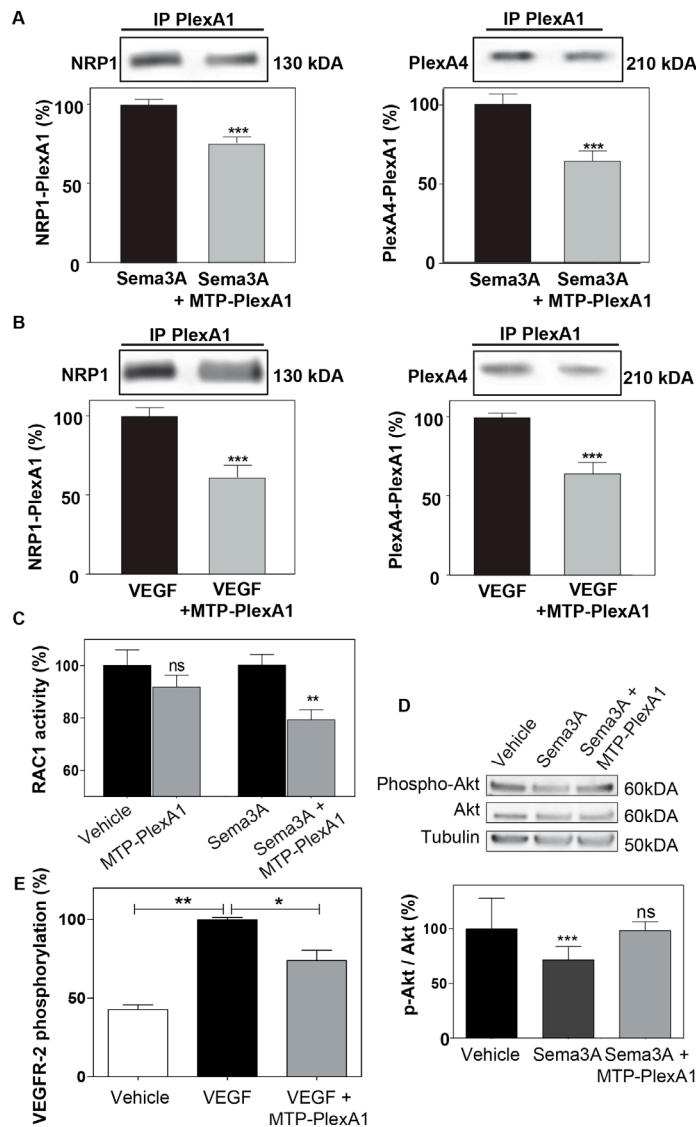 A
IP PlexA1
NRP1
130 kDA
NRP1-PlexA1 (%)
100
50
0
***
Sema3A
Sema3A
+ MTP-PlexA1
IP PlexA1
PlexA4
210 kDA
PlexA4-PlexA1 (%)
100
50
0
***
Sema3A
Sema3A
+ MTP-PlexA1
B
IP PlexA1
NRP1
130 kDA
NRP1-PlexA1 (%)
100
50
0
***
VEGF
VEGF
+MTP-PlexA1
IP PlexA1
PlexA4
210 kDA
PlexA4-PlexA1 (%)
100
50
0
***
VEGF
VEGF
+MTP-PlexA1
C
RAC1 activity (%)
100
80
60
ns
**
Vehicle
MTP-PlexA1
Sema3A
Sema3A +
MTP-PlexA1
D
Vehicle
Sema3A
Sema3A +
MTP-PlexA1
Phospho-Akt
60kDA
Akt
60kDA
Tubulin
50kDA
p-Akt / Akt (%)
100
50
0
***
ns
Vehicle
Sema3A
Sema3A +
MTP-PlexA1
E
VEGFR-2 phosphorylation (%)
100
50
0
**
*
Vehicle
VEGF
VEGF +
MTP-PlexA1